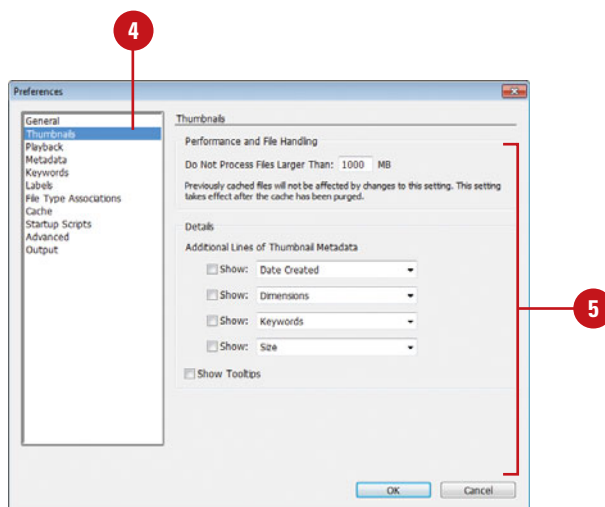 4
Preferences
General
Thumbnails
Playback
Metadata
Keywords
Labels
File Type Associations
Cache
Startup Scripts
Advanced
Output
Thumbnails
Performance and File Handling
Do Not Process Files Larger Than: 1000 MB
Previously cached files will not be affected by changes to this setting. This setting
takes effect after the cache has been purged.
Details
Additional Lines of Thumbnail Metadata
Show: Date Created
Show: Dimensions
Show: Keywords
Show: Size
Show Tooltips
5
OK Cancel